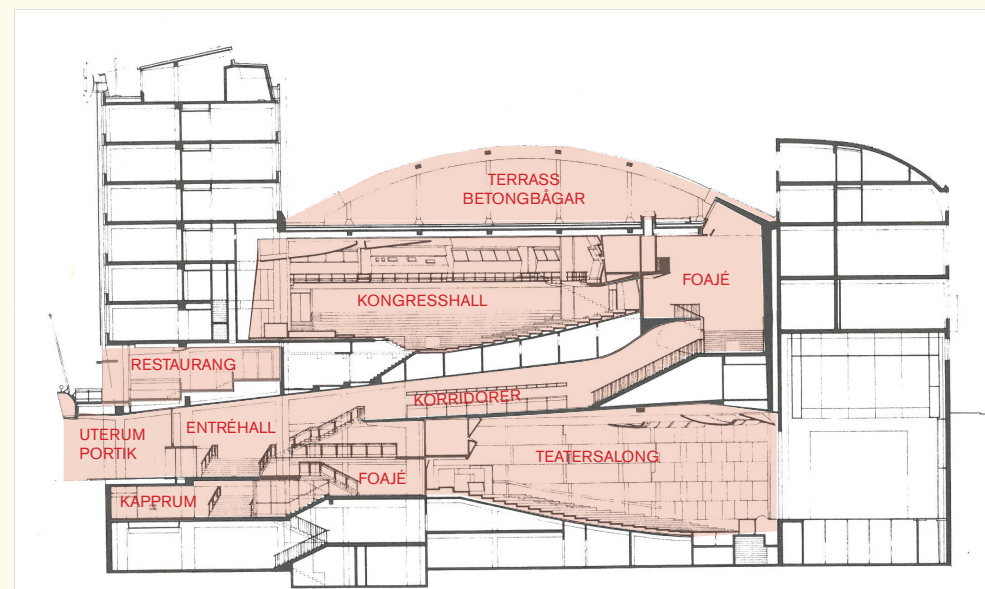 TERRASS
BETONGBÅGAR
FOAJÉ
KONGRESSHALL
RESTAURANG
KORRIDORER
UTERUM
PORTIK
ENTRÉHALL
TEATERSALONG
FOAJÉ
KAPPRUM